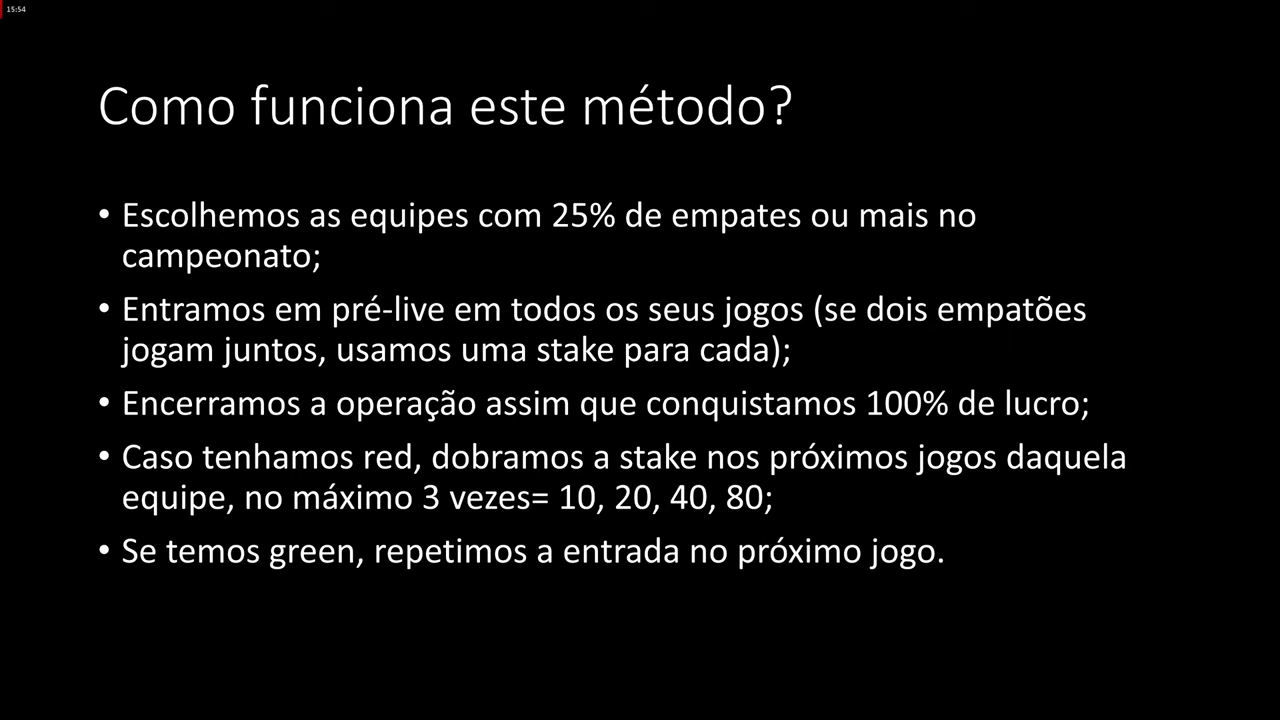 15:54
Como funciona este método?
• Escolhemos as equipes com 25% de empates ou mais no
campeonato;
• Entramos em pré-live em todos os seus jogos (se dois empatões
jogam juntos, usamos uma stake para cada);
• Encerramos a operação assim que conquistamos 100% de lucro;
• Caso tenhamos red, dobramos a stake nos próximos jogos daquela
equipe, no máximo 3 vezes= 10, 20, 40, 80;
• Se temos green, repetimos a entrada no próximo jogo.